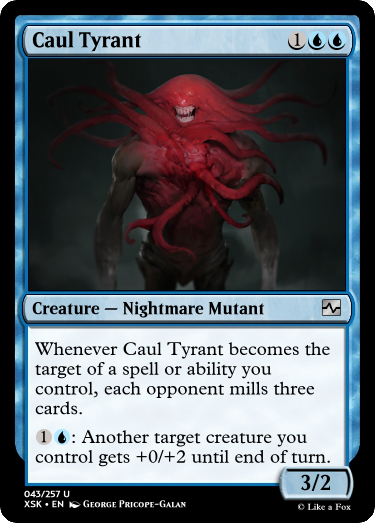 Caul Tyrant 1
Creature — Nightmare Mutant
Whenever Caul Tyrant becomes the
target of a spell or ability you
control, each opponent mills three
cards.
1 : Another target creature you
control gets +0/+2 until end of turn.
3/2
043/257 U
XSK • EN George Pricope-Galan
© Like a Fox